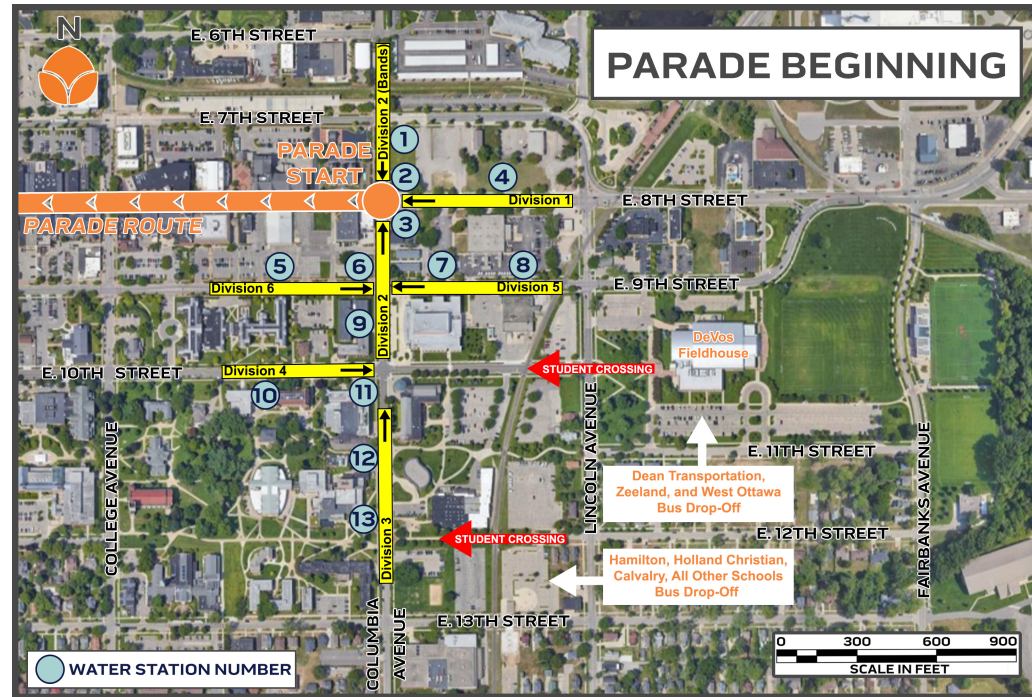 N
E. 6TH STREET
PARADE BEGINNING
Division 2 (Bands)
E. 7TH STREET
1
PARADE
START
2
4
Division 1
E. 8TH STREET
PARADE ROUTE
3
5
6
7
8
Division 6
Division 5
E. 9TH STREET
Division 2
9
DeVos
Fieldhouse
E. 10TH STREET
Division 4
STUDENT CROSSING
10
11
LINCOLN AVENUE
COLLEGE AVENUE
FAIRBANKS AVENUE
E. 11TH STREET
12
Dean Transportation,
Zeeland, and West Ottawa
Bus Drop-Off
13
Division 3
STUDENT CROSSING
E. 12TH STREET
Hamilton, Holland Christian,
Calvalry, All Other Schools
Bus Drop-Off
COLUMBIA
AVENUE
E. 13TH STREET
0 300 600 900
SCALE IN FEET
WATER STATION NUMBER